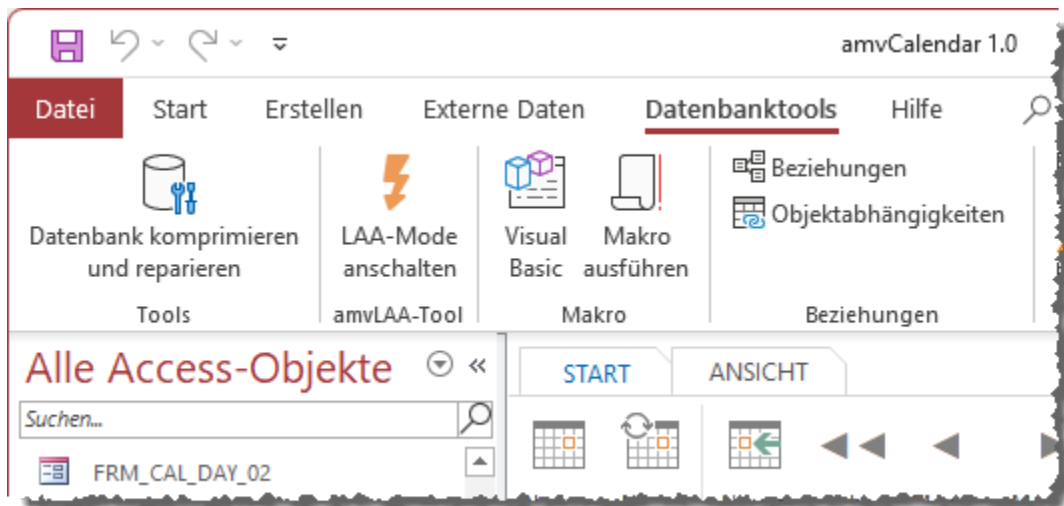 amvCalendar 1.0
Datei Start Erstellen Externe Daten Datenbanktools Hilfe
Datenbank komprimieren
und reparieren
Tools
LAA-Mode
anschalten
amvLAA-Tool
Visual
Basic
Makro
ausführen
Makro
Beziehungen
Objektabhängigkeiten
Beziehungen
Alle Access-Objekte
Suchen...
FRM_CAL_DAY_02
START ANSICHT